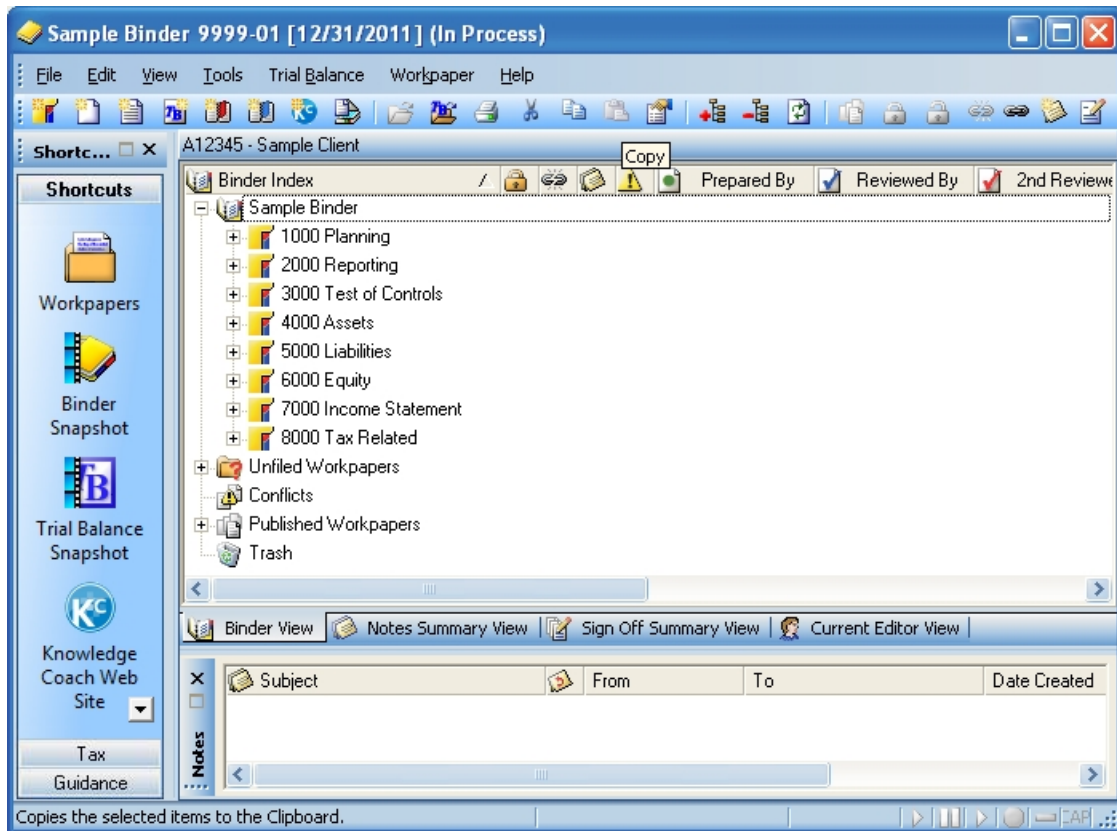 Sample Binder 9999-01 [12/31/2011] (In Process)
File Edit View Tools Trial Balance Workpaper Help
Shortc...
A12345 - Sample Client
Copy
Shortcuts
Binder Index Prepared By Reviewed By 2nd Reviewe
Sample Binder
1000 Planning
2000 Reporting
3000 Test of Controls
4000 Assets
5000 Liabilities
6000 Equity
7000 Income Statement
8000 Tax Related
Unfiled Workpapers
Conflicts
Published Workpapers
Trash
Workpapers
Binder
Snapshot
TB
Trial Balance
Snapshot
KC
Knowledge
Coach Web
Site
Tax
Guidance
Binder View Notes Summary View Sign Off Summary View Current Editor View
Notes
Subject From To Date Created
Copies the selected items to the Clipboard.
CAP